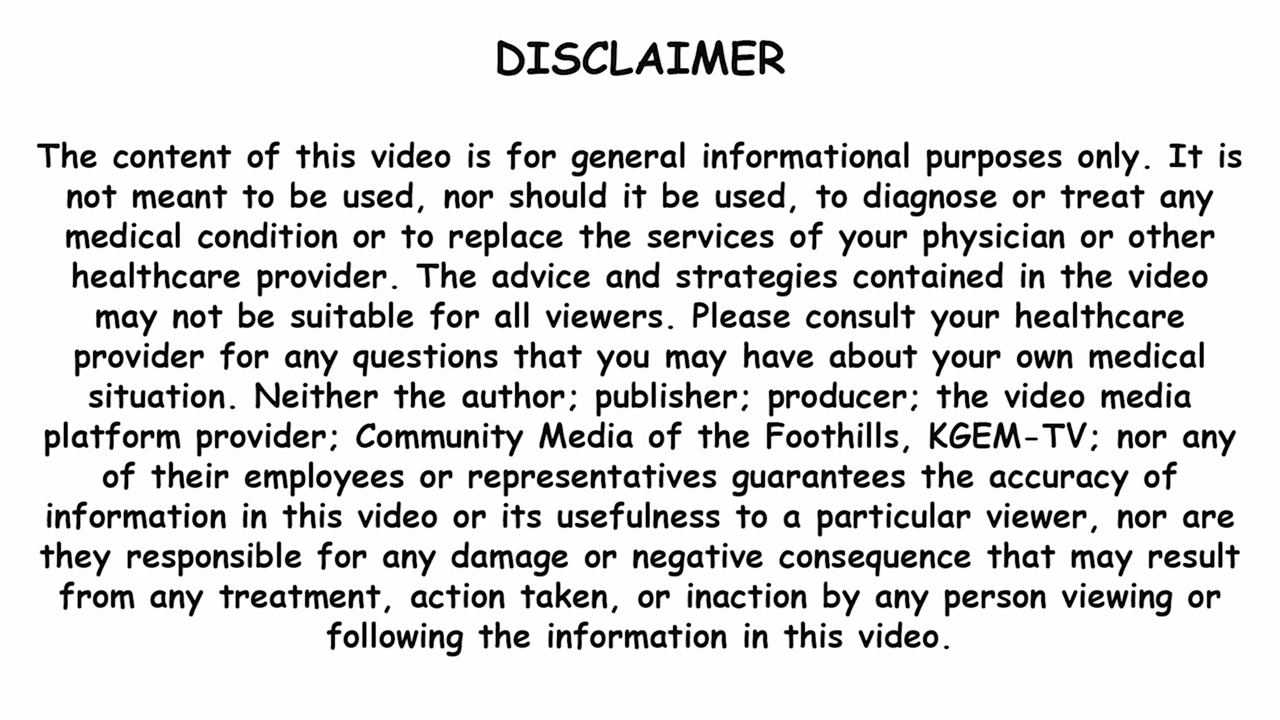 DISCLAIMER
The content of this video is for general informational purposes only. It is
not meant to be used, nor should it be used, to diagnose or treat any
medical condition or to replace the services of your physician or other
healthcare provider. The advice and strategies contained in the video
may not be suitable for all viewers. Please consult your healthcare
provider for any questions that you may have about your own medical
situation. Neither the author; publisher; producer; the video media
platform provider; Community Media of the Foothills, KGEM-TV; nor any
of their employees or representatives guarantees the accuracy of
information in this video or its usefulness to a particular viewer, nor are
they responsible for any damage or negative consequence that may result
from any treatment, action taken, or inaction by any person viewing or
following the information in this video.